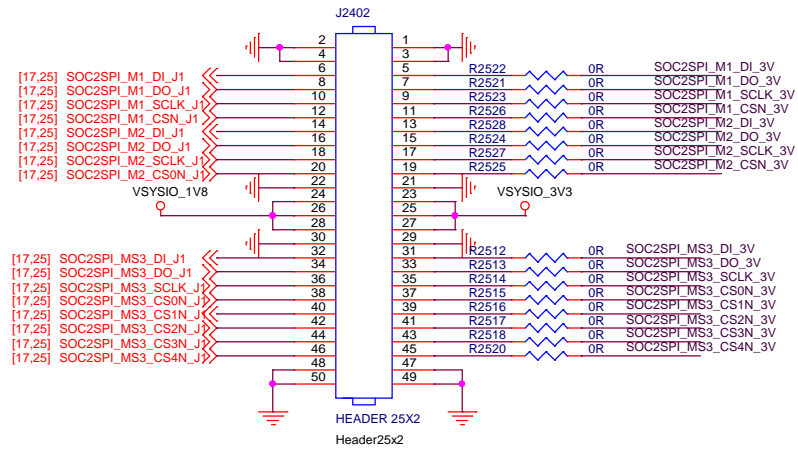 J2402
2 1
4 3
[17,25] SOC2SPI_M1_DI_J1 6 5 R2522 0R SOC2SPI_M1_DI_3V
[17,25] SOC2SPI_M1_DO_J1 8 7 R2521 0R SOC2SPI_M1_DO_3V
[17,25] SOC2SPI_M1_SCLK_J1 10 9 R2523 0R SOC2SPI_M1_SCLK_3V
[17,25] SOC2SPI_M1_CSN_J1 12 11 R2526 0R SOC2SPI_M1_CSN_3V
[17,25] SOC2SPI_M2_DI_J1 14 13 R2528 0R SOC2SPI_M2_DI_3V
[17,25] SOC2SPI_M2_DO_J1 16 15 R2524 0R SOC2SPI_M2_DO_3V
[17,25] SOC2SPI_M2_SCLK_J1 18 17 R2527 0R SOC2SPI_M2_SCLK_3V
[17,25] SOC2SPI_M2_CS0N_J1 20 19 R2525 0R SOC2SPI_M2_CSN_3V
22 21
VSYSIO_1V8 24 23 VSYSIO_3V3
26 25
28 27
30 29
[17,25] SOC2SPI_MS3_DI_J1 32 31 R2512 0R SOC2SPI_MS3_DI_3V
[17,25] SOC2SPI_MS3_DO_J1 34 33 R2513 0R SOC2SPI_MS3_DO_3V
[17,25] SOC2SPI_MS3_SCLK_J1 36 35 R2514 0R SOC2SPI_MS3_SCLK_3V
[17,25] SOC2SPI_MS3_CS0N_J1 38 37 R2515 0R SOC2SPI_MS3_CS0N_3V
[17,25] SOC2SPI_MS3_CS1N_J1 40 39 R2516 0R SOC2SPI_MS3_CS1N_3V
[17,25] SOC2SPI_MS3_CS2N_J1 42 41 R2517 0R SOC2SPI_MS3_CS2N_3V
[17,25] SOC2SPI_MS3_CS3N_J1 44 43 R2518 0R SOC2SPI_MS3_CS3N_3V
[17,25] SOC2SPI_MS3_CS4N_J1 46 45 R2520 0R SOC2SPI_MS3_CS4N_3V
48 47
50 49
HEADER 25X2
Header25x2